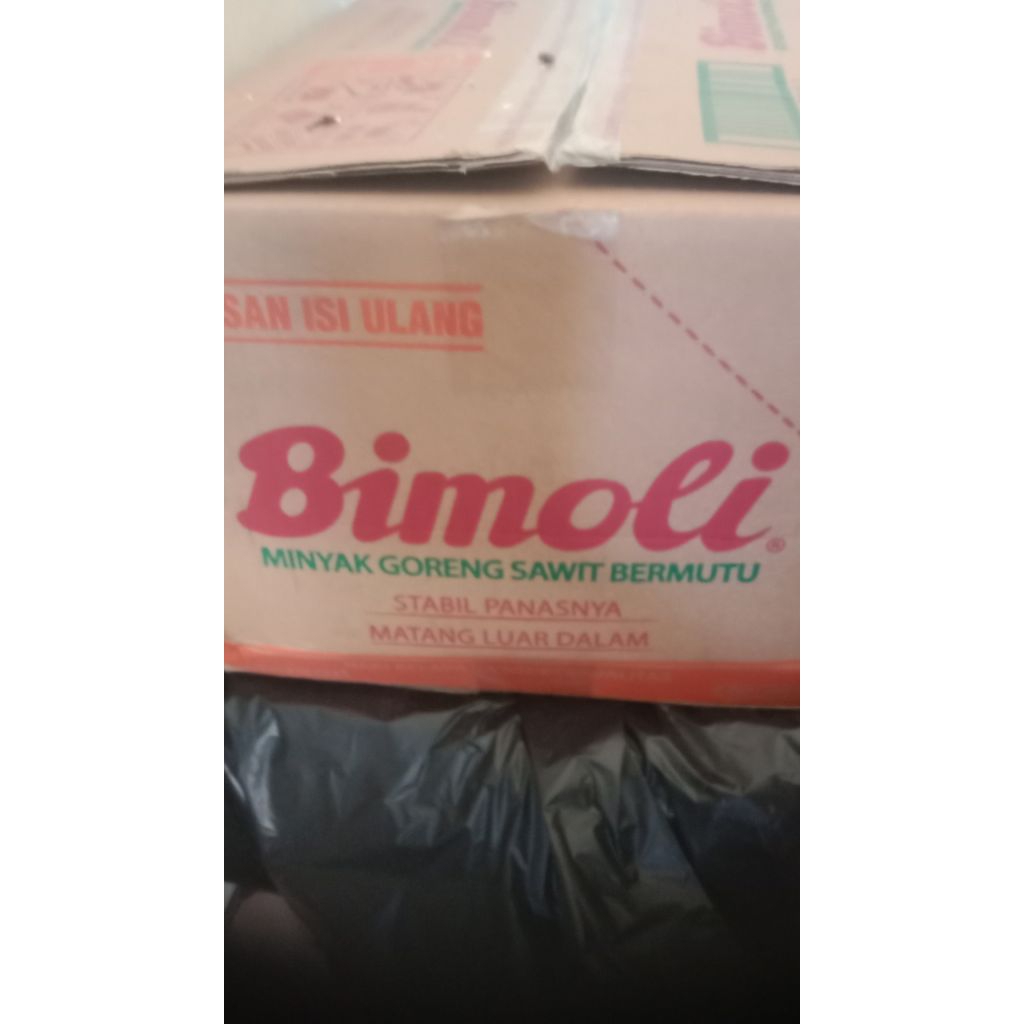 SAN ISI ULANG
Bimoli®
MINYAK GORENG SAWIT BERMUTU
STABIL PANASNYA
MATANG LUAR DALAM